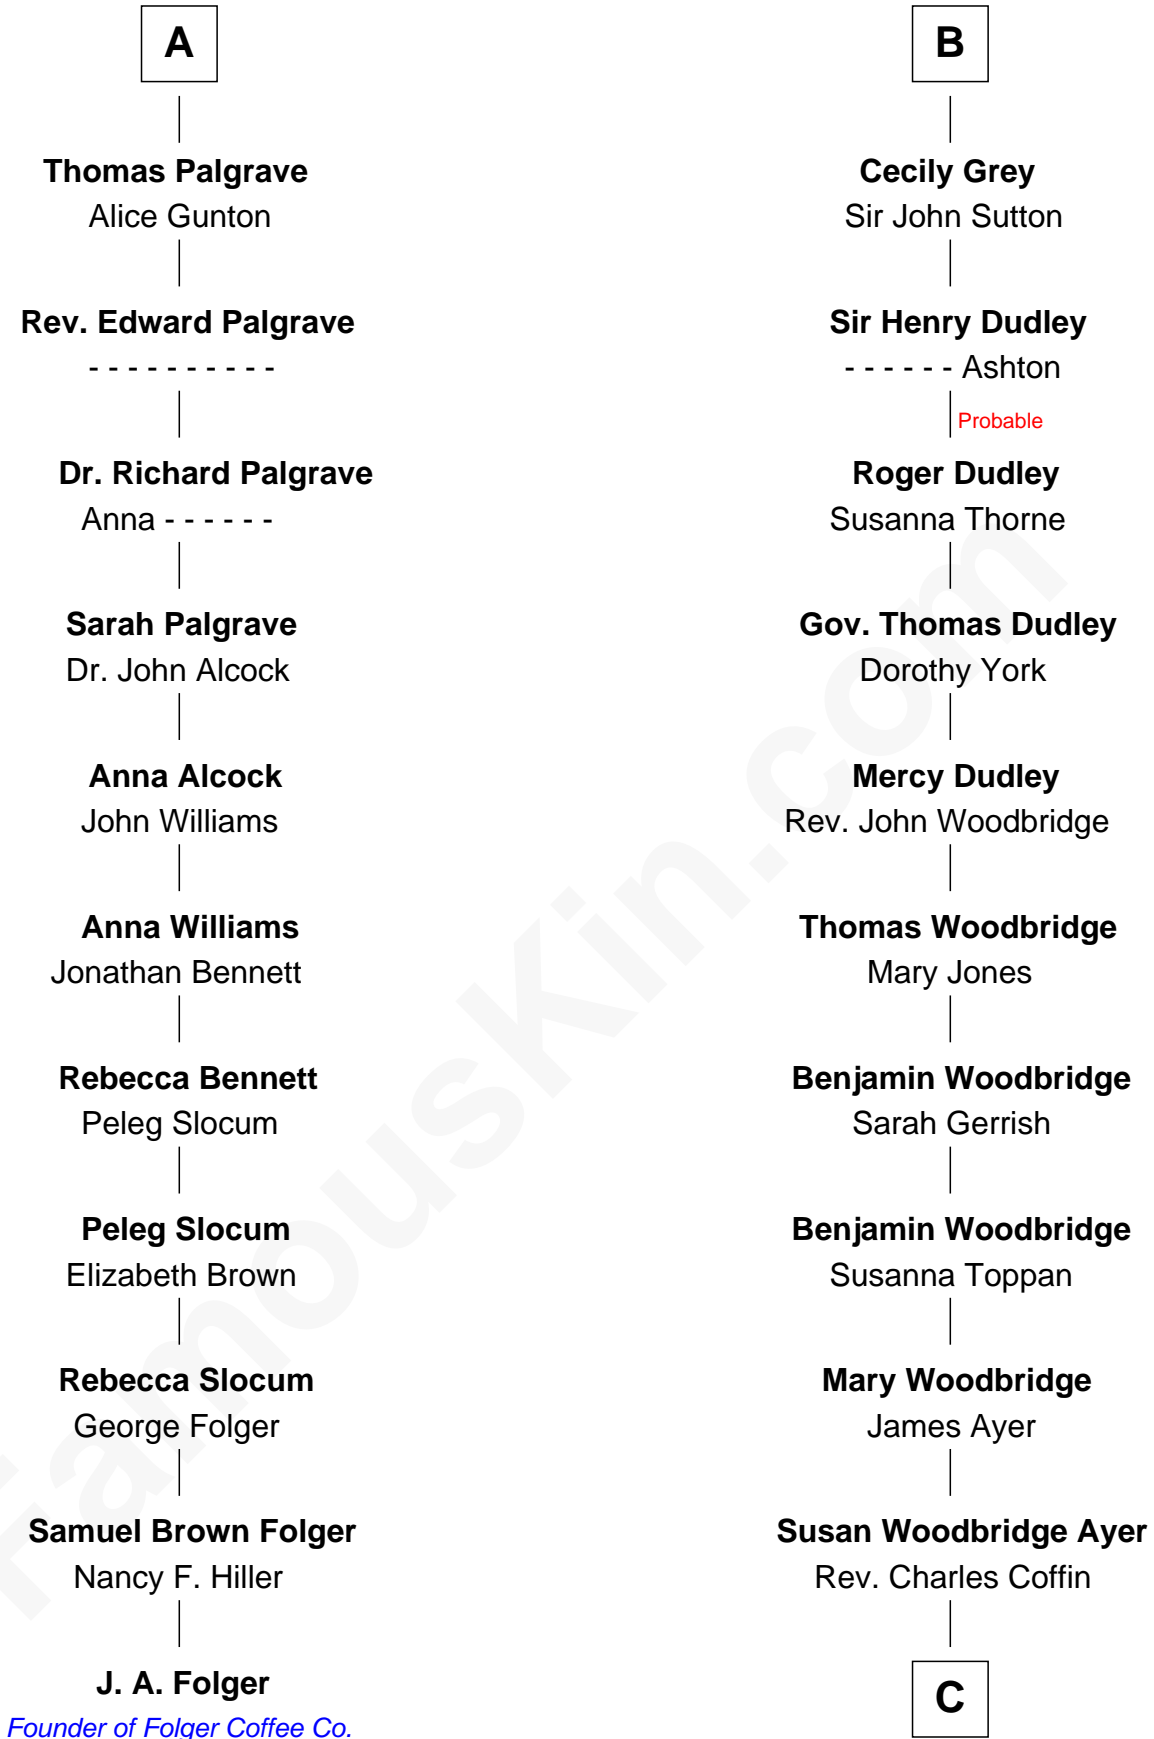 A
Thomas Palgrave
Alice Gunton
Rev. Edward Palgrave
- - - - - - - - - -
Dr. Richard Palgrave
Anna - - - - - -
Sarah Palgrave
Dr. John Alcock
Anna Alcock
John Williams
Anna Williams
Jonathan Bennett
Rebecca Bennett
Peleg Slocum
Peleg Slocum
Elizabeth Brown
Rebecca Slocum
George Folger
Samuel Brown Folger
Nancy F. Hiller
J. A. Folger
Founder of Folger Coffee Co.
B
Cecily Grey
Sir John Sutton
Sir Henry Dudley
- - - - - - Ashton
Probable
Roger Dudley
Susanna Thorne
Gov. Thomas Dudley
Dorothy York
Mercy Dudley
Rev. John Woodbridge
Thomas Woodbridge
Mary Jones
Benjamin Woodbridge
Sarah Gerrish
Benjamin Woodbridge
Susanna Toppan
Mary Woodbridge
James Ayer
Susan Woodbridge Ayer
Rev. Charles Coffin
C
FamousKin.com